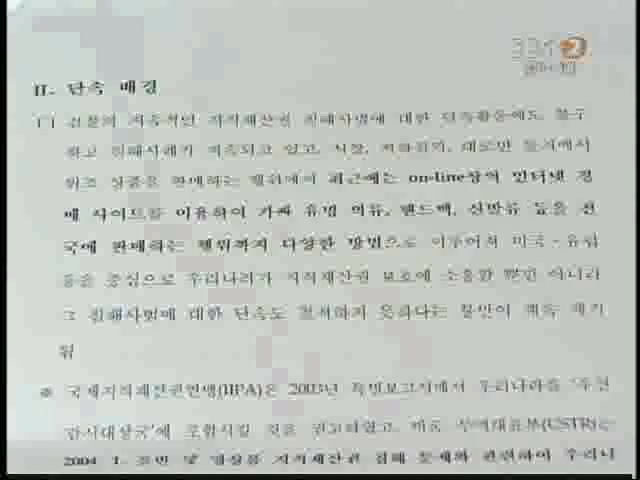 II. 단속 배경
□ 검찰의 지속적인 지적재산권 침해사범에 대한 단속활동에도 불구
하고 침해사례가 지속되고 있고, 시장, 백화점의, 대로변 등지에서
위조 상품을 판매하는 행위에서 최근에는 on-line상의 인터넷 경
매 사이트를 이용하여 가짜 유명 의류, 핸드백, 신발류 등을 전
국에 판매하는 행위까지 다양한 방법으로 이루어져 미국·유럽
등을 중심으로 우리나라가 지적재산권 보호에 소홀할 뿐만 아니라
그 침해사범에 대한 단속도 철저하지 못하다는 불만이 계속 제기
됨
※ 국제지적재산권연맹(IIPA)은 2003년 특별보고서에서 우리나라를 '우선
감시대상국'에 포함시킬 것을 권고하였고, 미국 무역대표부(USTR)는
2004. 1. 음반 및 영상물 지적재산권 침해 문제와 관련하여 우리나